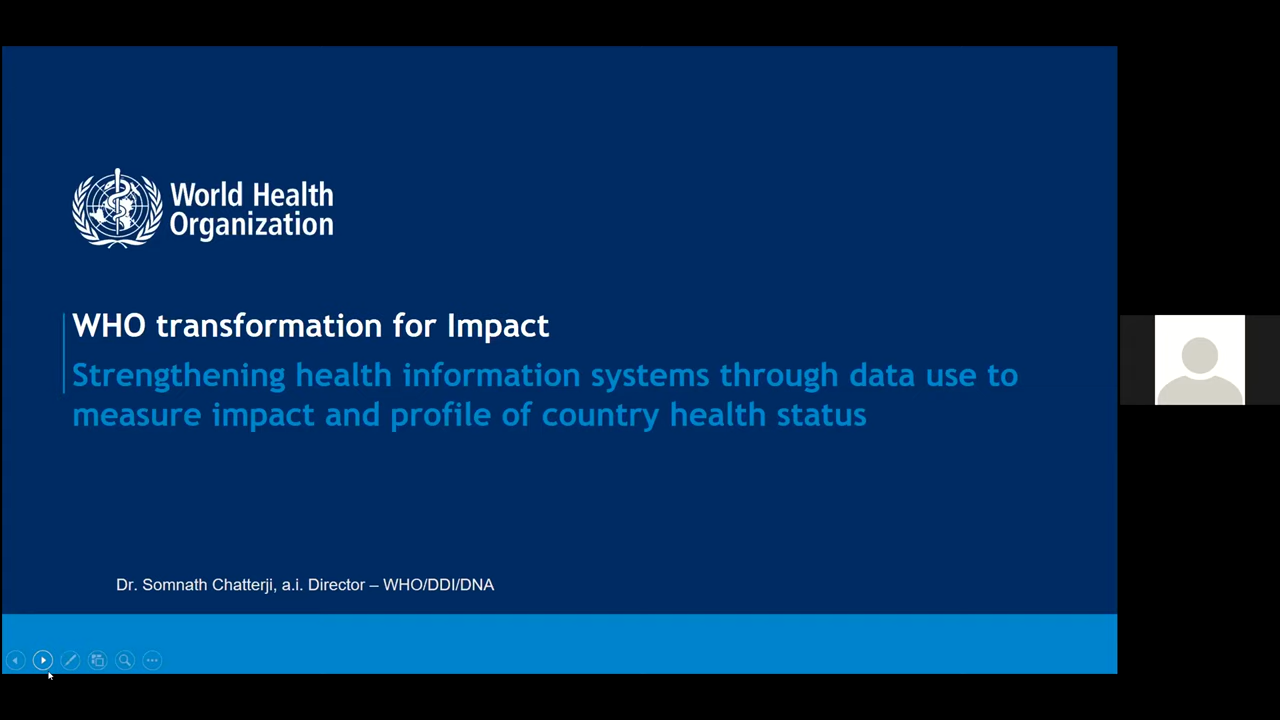 World Health
Organization
WHO transformation for Impact
Strengthening health information systems through data use to
measure impact and profile of country health status
Dr. Somnath Chatterji, a.i. Director – WHO/DDI/DNA